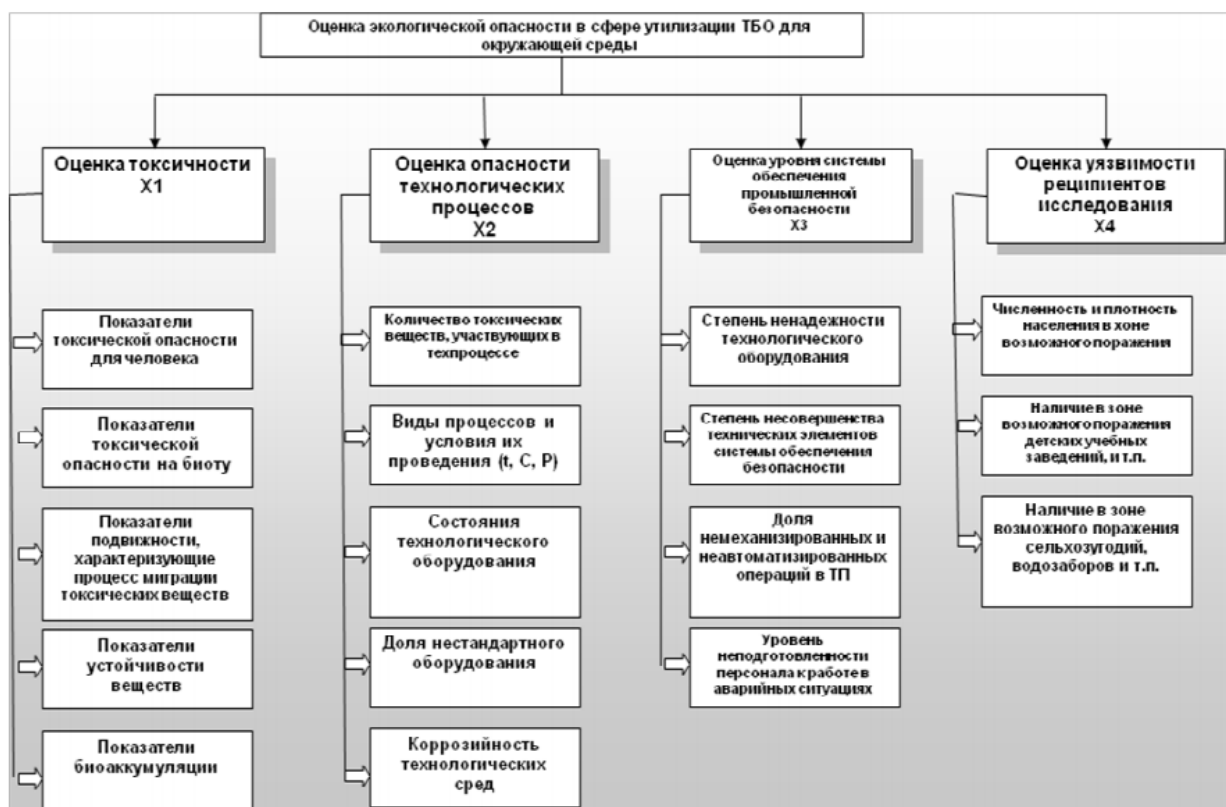 Оценка экологической опасности в сфере утилизации ТБО для
окружающей среды
Оценка токсичности
X1
Показатели
токсической опасности
для человека
Показатели
токсической
опасности на биоту
Показатели
подвижности,
характеризующие
процесс миграции
токсических веществ
Показатели
устойчивости
веществ
Показатели
биоаккумуляции
Оценка опасности
технологических
процессов
X2
Количество токсических
веществ, участвующих в
техпроцессе
Виды процессов и
условия их
проведения (t, C, P)
Состояния
технологического
оборудования
Доля нестандартного
оборудования
Коррозийность
технологических
сред
Оценка уровня системы
обеспечения
промышленной
безопасности
X3
Степень ненадежности
технологического
оборудования
Степень несовершенства
технических элементов
системы обеспечения
безопасности
Доля
немеханизированных и
неавтоматизированных
операций в ТП
Уровень
неподготовленности
персонала к работе в
аварийных ситуациях
Оценка уязвимости
реципиентов
исследования
X4
Численность и плотность
населения в хоне
возможного поражения
Наличие в зоне
возможного поражения
детских учебных
заведений, и т.п.
Наличие в зоне
возможного поражения
сельхозугодий,
водозаборов и т.п.